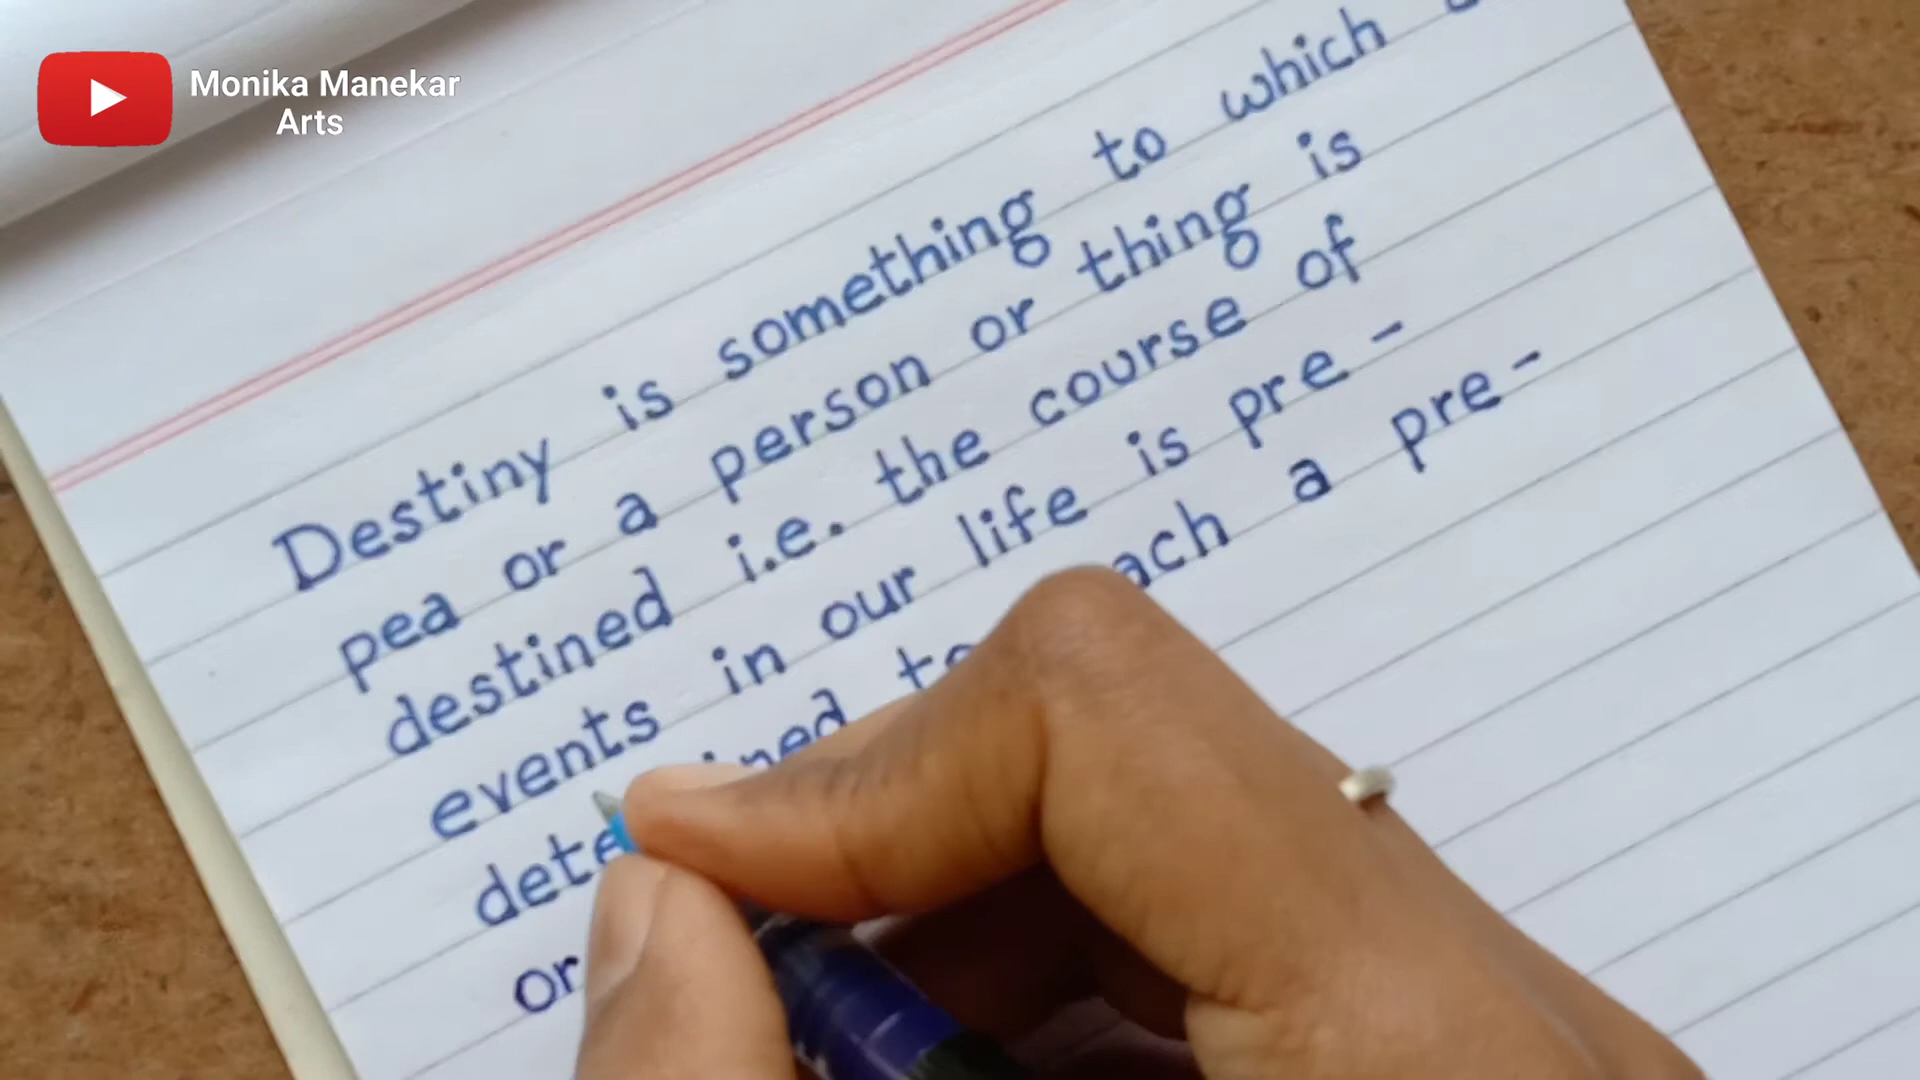 Monika Manekar
Arts
Destiny is something to which
pea or a person or thing is
destined i.e. the course of
events in our life is pre-
a pre-
or